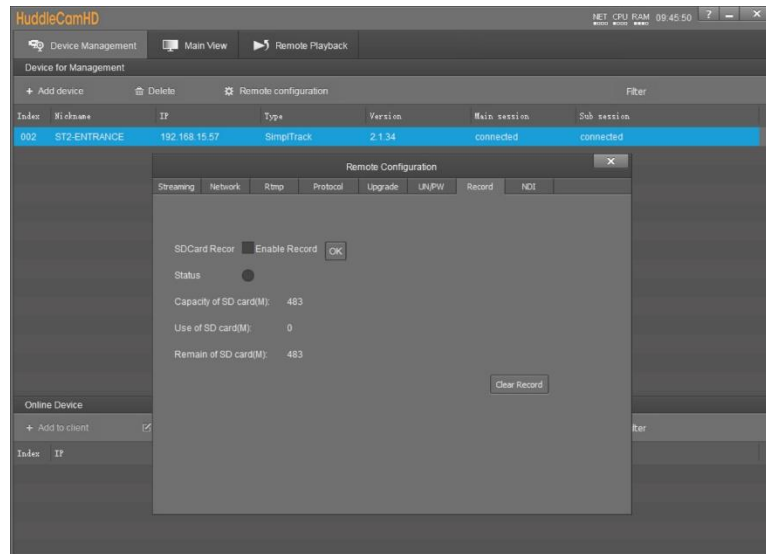 HuddleCamHD
NET CPU RAM 09:45:50 ?
Device Management Main View Remote Playback
Device for Management
+ Add device Delete Remote configuration Filter
Index Nickname IP Type Version Main session Sub session
002 ST2-ENTRANCE 192.168.15.57 SimplTrack 2.1.34 connected connected
Remote Configuration
Streaming Network Rtmp Protocol Upgrade UN/PW Record NDI
SDCard Recor Enable Record OK
Status
Capacity of SD card(M): 483
Use of SD card(M): 0
Remain of SD card(M): 483
Clear Record
Online Device
+ Add to client lter
Index IP